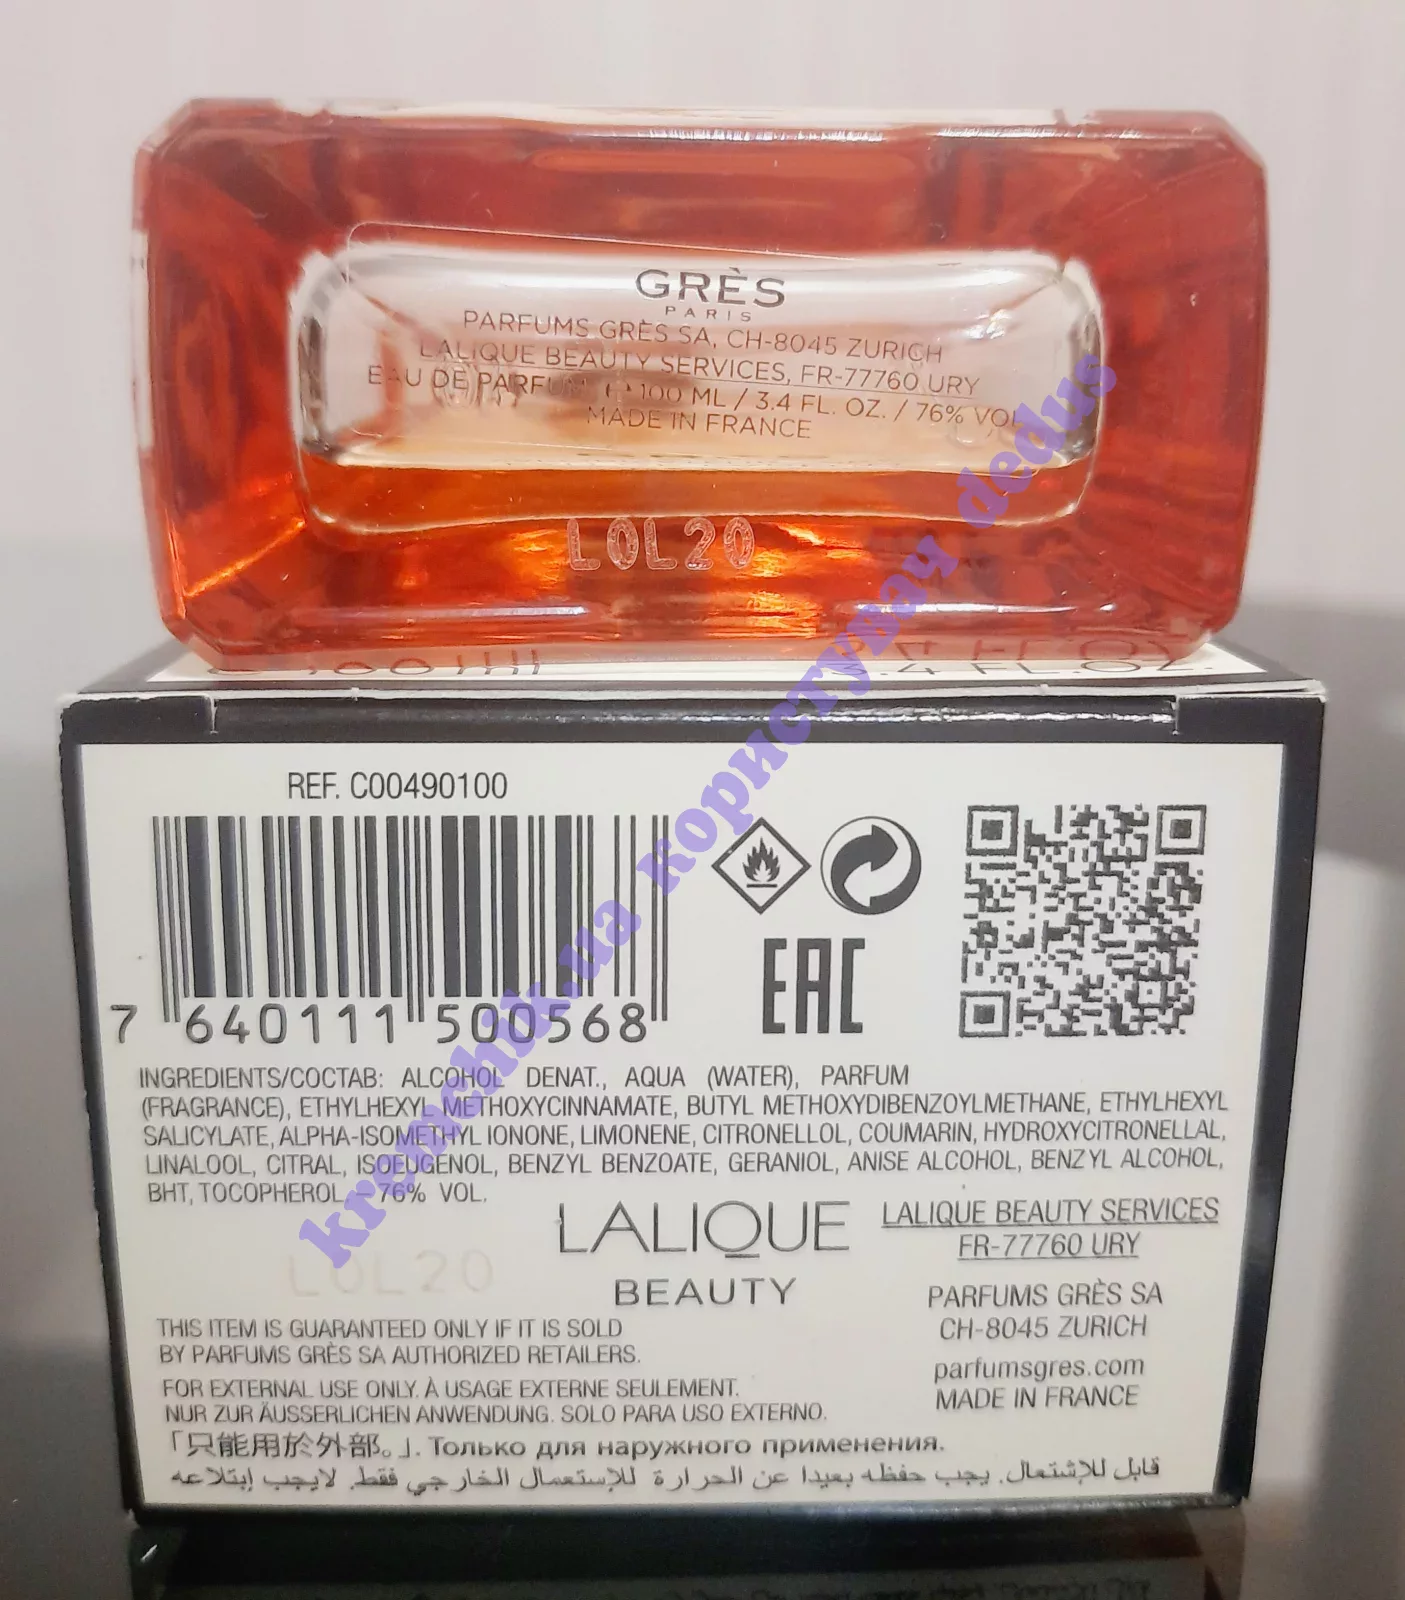 GRÈS
PARIS
PARFUMS GRÈS SA, CH-8045 ZURICH
LALIQUE BEAUTY SERVICES, FR-77760 URY
EAU DE PARFUM 100 ML / 3.4 FL. OZ. / 76% VOL
MADE IN FRANCE
LOL20
100ml 3.4 FL.OZ.
REF. C00490100
7 640111 500568
EAC
INGREDIENTS/COCTAB: ALCOHOL DENAT., AQUA (WATER), PARFUM
(FRAGRANCE), ETHYLHEXYL METHOXYCINNAMATE, BUTYL METHOXYDIBENZOYLMETHANE, ETHYLHEXYL
SALICYLATE, ALPHA-ISOMETHYL IONONE, LIMONENE, CITRONELLOL, COUMARIN, HYDROXYCITRONELLAL,
LINALOOL, CITRAL, ISOEUGENOL, BENZYL BENZOATE, GERANIOL, ANISE ALCOHOL, BENZYL ALCOHOL,
BHT, TOCOPHEROL - 76% VOL.
LOL20
LALIQUE
BEAUTY
LALIQUE BEAUTY SERVICES
FR-77760 URY
PARFUMS GRÈS SA
CH-8045 ZURICH
parfumsgres.com
MADE IN FRANCE
THIS ITEM IS GUARANTEED ONLY IF IT IS SOLD
BY PARFUMS GRÈS SA AUTHORIZED RETAILERS.
FOR EXTERNAL USE ONLY. À USAGE EXTERNE SEULEMENT.
NUR ZUR ÄUSSERLICHEN ANWENDUNG. SOLO PARA USO EXTERNO.
「只能用於外部。」. Только для наружного применения.
قابل للإشتعال. يجب حفظه بعيدا عن الحرارة للإستعمال الخارجي فقط. لايجب إبتلاعه
kremchik.ua користувач dedus